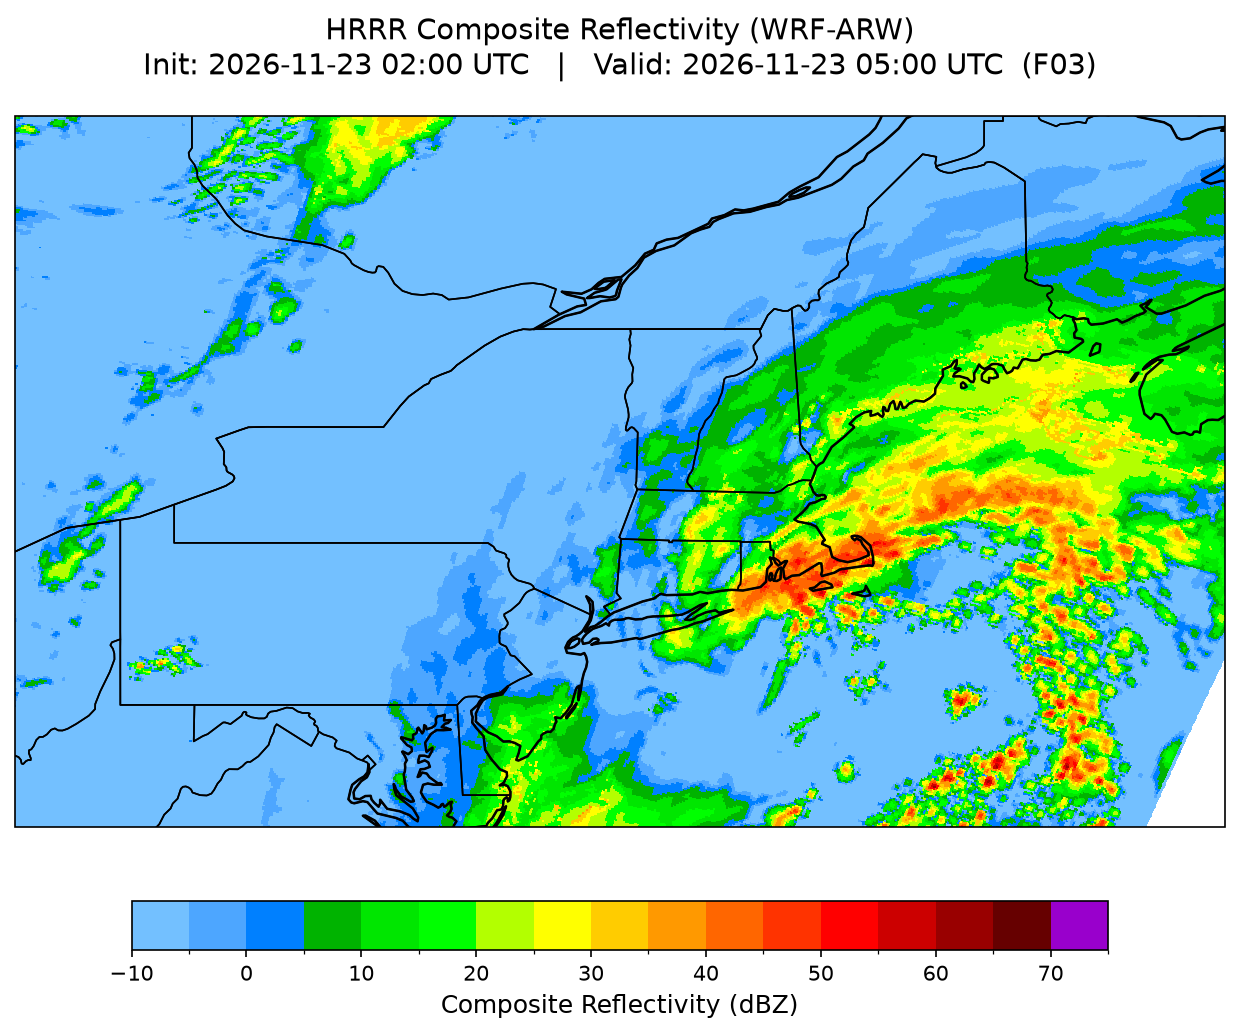 HRRR Composite Reflectivity (WRF-ARW)
Init: 2026-11-23 02:00 UTC   |   Valid: 2026-11-23 05:00 UTC  (F03)
−10 0 10 20 30 40 50 60 70
Composite Reflectivity (dBZ)